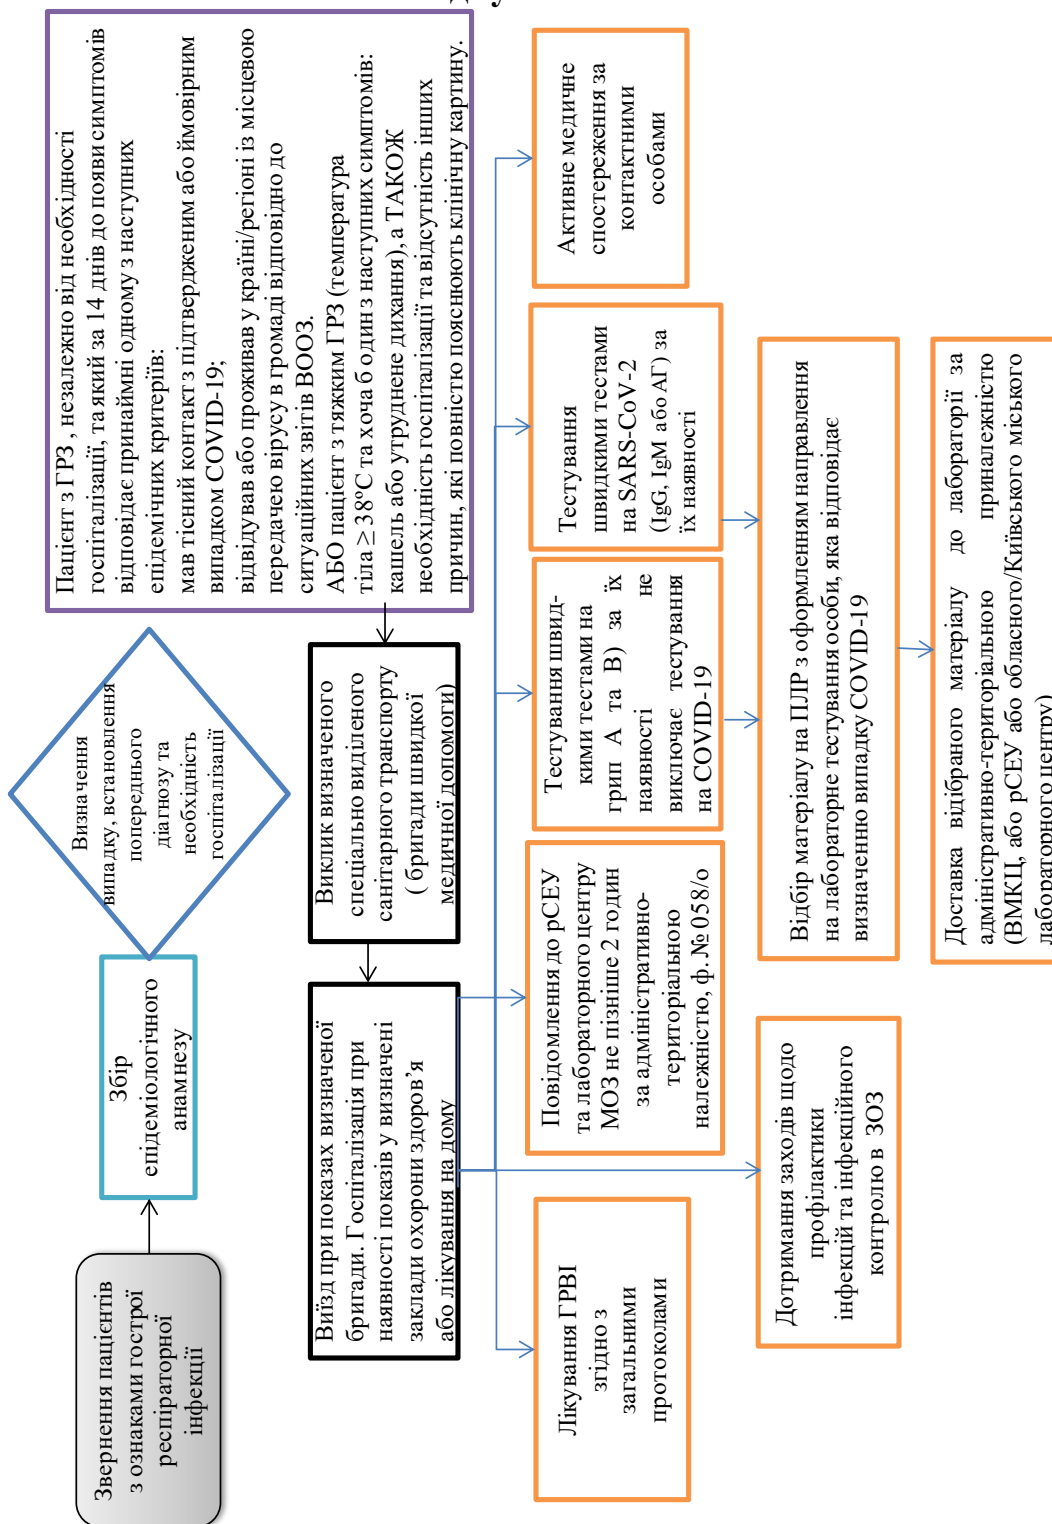 Звернення пацієнтів
з ознаками гострої
респіраторної
інфекції
Збір
епідеміологічного
анамнезу
Визначення
випадку, встановлення
попереднього
діагнозу та
необхідність
госпіталізації
Пацієнт з ГРЗ , незалежно від необхідності
госпіталізації, та який за 14 днів до появи симптомів
відповідає принаймні одному з наступних
епідемічних критеріїв:
мав тісний контакт з підтвердженим або ймовірним
випадком COVID-19;
відвідував або проживав у країні/регіоні із місцевою
передачею вірусу в громаді відповідно до
ситуаційних звітів ВООЗ.
АБО пацієнт з тяжким ГРЗ (температура
тіла ≥ 38°С та хоча б один з наступних симптомів:
кашель або утруднене дихання), а ТАКОЖ
необхідність госпіталізації та відсутність інших
причин, які повністю пояснюють клінічну картину.
Виклик визначеного
спеціально виділеного
санітарного транспорту
( бригади швидкої
медичної допомоги)
Виїзд при показах визначеної
бригади. Госпіталізація при
наявності показів у визначені
заклади охорони здоров’я
або лікування на дому
Лікування ГРВІ
згідно з
загальними
протоколами
Повідомлення до рСЕУ
та лабораторного центру
МОЗ не пізніше 2 годин
за адміністративно-
територіальною
належністю, ф. № 058/о
Тестування швид-
кими тестами на
грип А та В) за їх
наявності не
виключає тестування
на COVID-19
Тестування
швидкими тестами
на SARS-CoV-2
(IgG, IgM або АГ) за
їх наявності
Активне медичне
спостереження за
контактними
особами
Дотримання заходів щодо
профілактики
інфекцій та інфекційного
контролю в ЗОЗ
Відбір матеріалу на ПЛР з оформленням направлення
на лабораторне тестування особи, яка відповідає
визначенню випадку COVID-19
Доставка відібраного матеріалу до лабораторії за
адміністративно-територіальною приналежністю
(ВМКЦ, або рСЕУ або обласного/Київського міського
лабораторного центру)